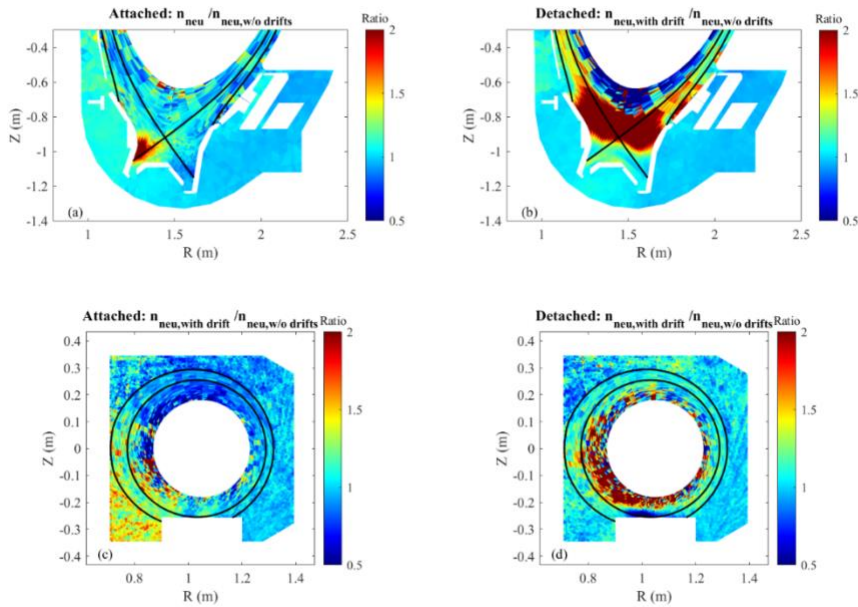 Attached: n_neu /n_neu,w/o drifts Ratio
2
1.5
1
0.5
-0.4
-0.6
-0.8
-1
-1.2
-1.4
Z (m)
(a)
1 1.5 2 2.5
R (m)
Detached: n_neu,with drift /n_neu,w/o drifts Ratio
2
1.5
1
0.5
-0.4
-0.6
-0.8
-1
-1.2
-1.4
Z (m)
(b)
1 1.5 2 2.5
R (m)
Attached: n_neu,with drift /n_neu,w/o drifts Ratio
2
1.5
1
0.5
0.4
0.3
0.2
0.1
0
-0.1
-0.2
-0.3
-0.4
Z (m)
(c)
0.8 1 1.2 1.4
R (m)
Detached: n_neu,with drift /n_neu,w/o drifts Ratio
2
1.5
1
0.5
0.4
0.3
0.2
0.1
0
-0.1
-0.2
-0.3
-0.4
Z (m)
(d)
0.8 1 1.2 1.4
R (m)